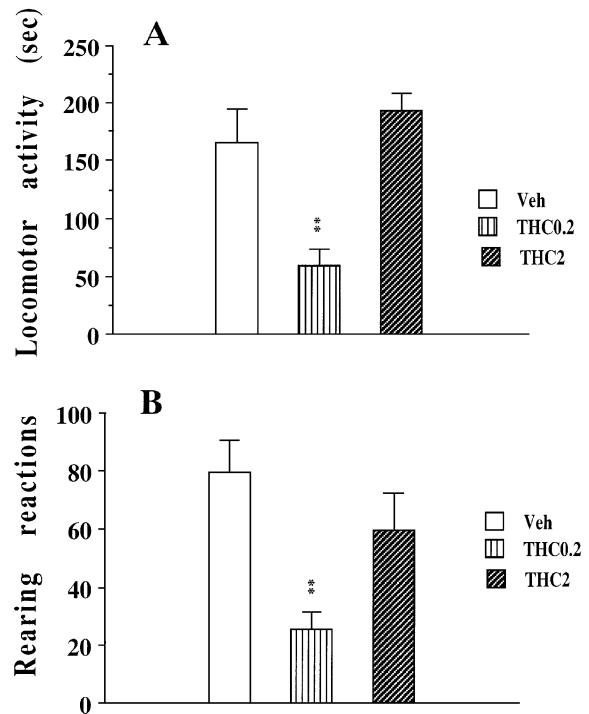 A
Locomotor activity (sec)
250
200
150
100
50
0
**
Veh
THC0.2
THC2
B
Rearing reactions
100
80
60
40
20
0
**
Veh
THC0.2
THC2